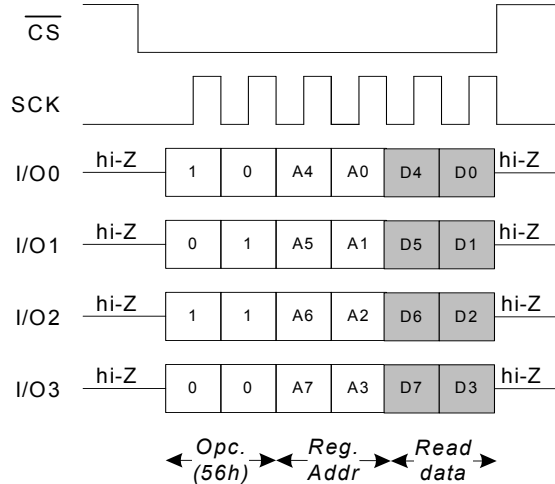 CS
SCK
I/O0 hi-Z 1 0 A4 A0 D4 D0 hi-Z
I/O1 hi-Z 0 1 A5 A1 D5 D1 hi-Z
I/O2 hi-Z 1 1 A6 A2 D6 D2 hi-Z
I/O3 hi-Z 0 0 A7 A3 D7 D3 hi-Z
Opc. Reg. Read
(56h) Addr data